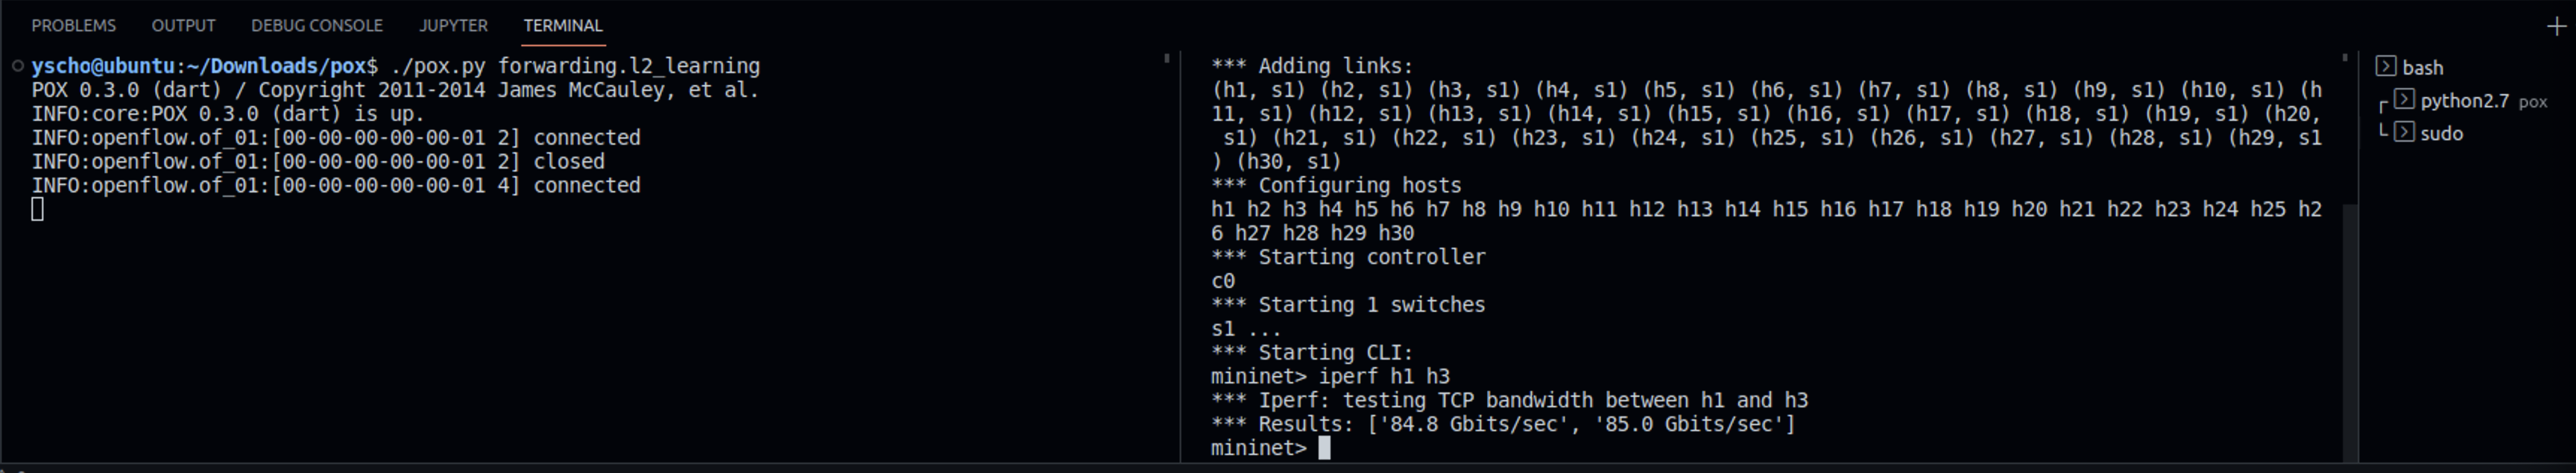 PROBLEMS OUTPUT DEBUG CONSOLE JUPYTER TERMINAL
yscho@ubuntu:~/Downloads/pox$ ./pox.py forwarding.l2_learning
POX 0.3.0 (dart) / Copyright 2011-2014 James McCauley, et al.
INFO:core:POX 0.3.0 (dart) is up.
INFO:openflow.of_01:[00-00-00-00-00-01 2] connected
INFO:openflow.of_01:[00-00-00-00-00-01 2] closed
INFO:openflow.of_01:[00-00-00-00-00-01 4] connected
*** Adding links:
(h1, s1) (h2, s1) (h3, s1) (h4, s1) (h5, s1) (h6, s1) (h7, s1) (h8, s1) (h9, s1) (h10, s1) (h
11, s1) (h12, s1) (h13, s1) (h14, s1) (h15, s1) (h16, s1) (h17, s1) (h18, s1) (h19, s1) (h20,
s1) (h21, s1) (h22, s1) (h23, s1) (h24, s1) (h25, s1) (h26, s1) (h27, s1) (h28, s1) (h29, s1
) (h30, s1)
*** Configuring hosts
h1 h2 h3 h4 h5 h6 h7 h8 h9 h10 h11 h12 h13 h14 h15 h16 h17 h18 h19 h20 h21 h22 h23 h24 h25 h2
6 h27 h28 h29 h30
*** Starting controller
c0
*** Starting 1 switches
s1 ...
*** Starting CLI:
mininet> iperf h1 h3
*** Iperf: testing TCP bandwidth between h1 and h3
*** Results: ['84.8 Gbits/sec', '85.0 Gbits/sec']
mininet>
bash
python2.7 pox
sudo